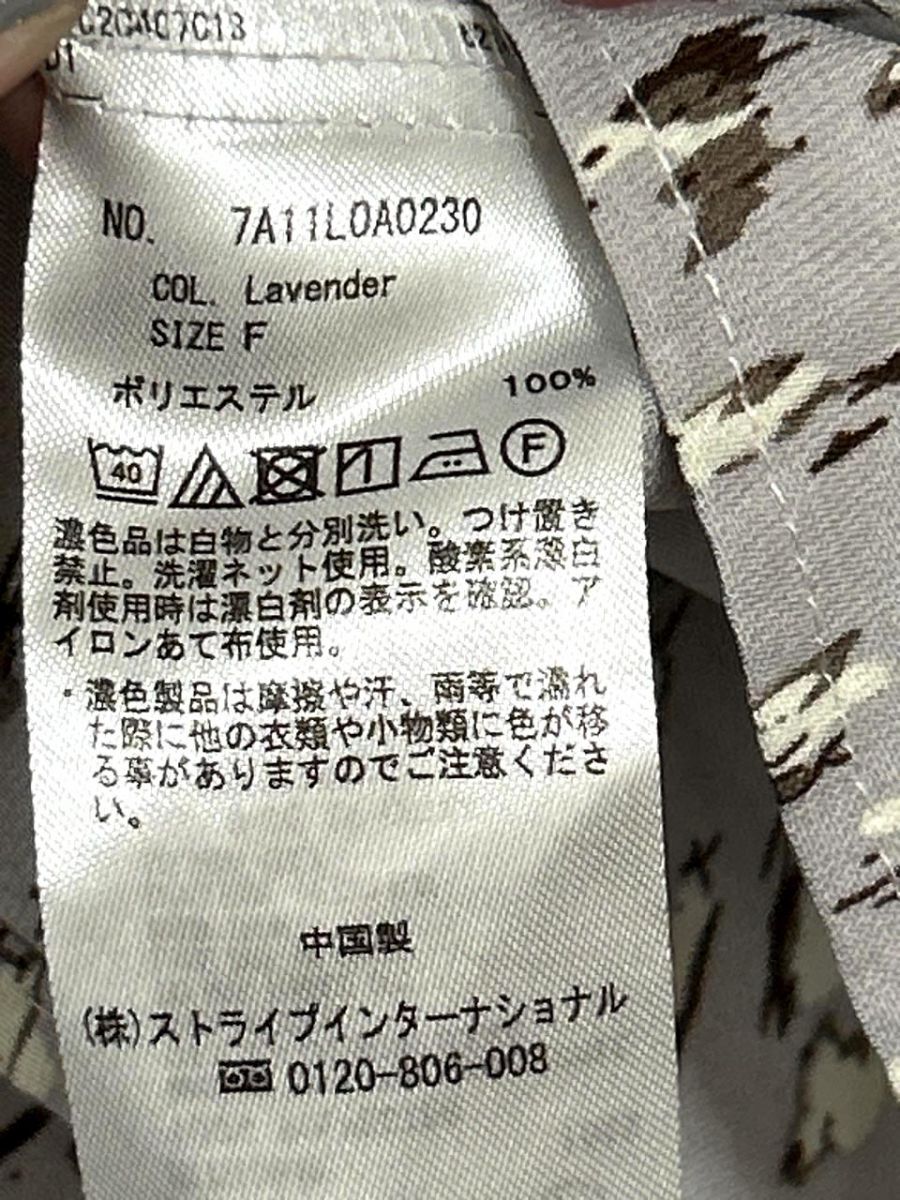 C2CA07C13
01
NO. 7A11L0A0230
COL. Lavender
SIZE F
ポリエステル 100%
40 F
濃色品は白物と分別洗い。つけ置き
禁止。洗濯ネット使用。酸素系漂白
剤使用時は漂白剤の表示を確認。ア
イロンあて布使用。
・濃色製品は摩擦や汗、雨等で濡れ
た際に他の衣類や小物類に色が移
る事がありますのでご注意くださ
い。
中国製
(株)ストライプインターナショナル
0120-806-008